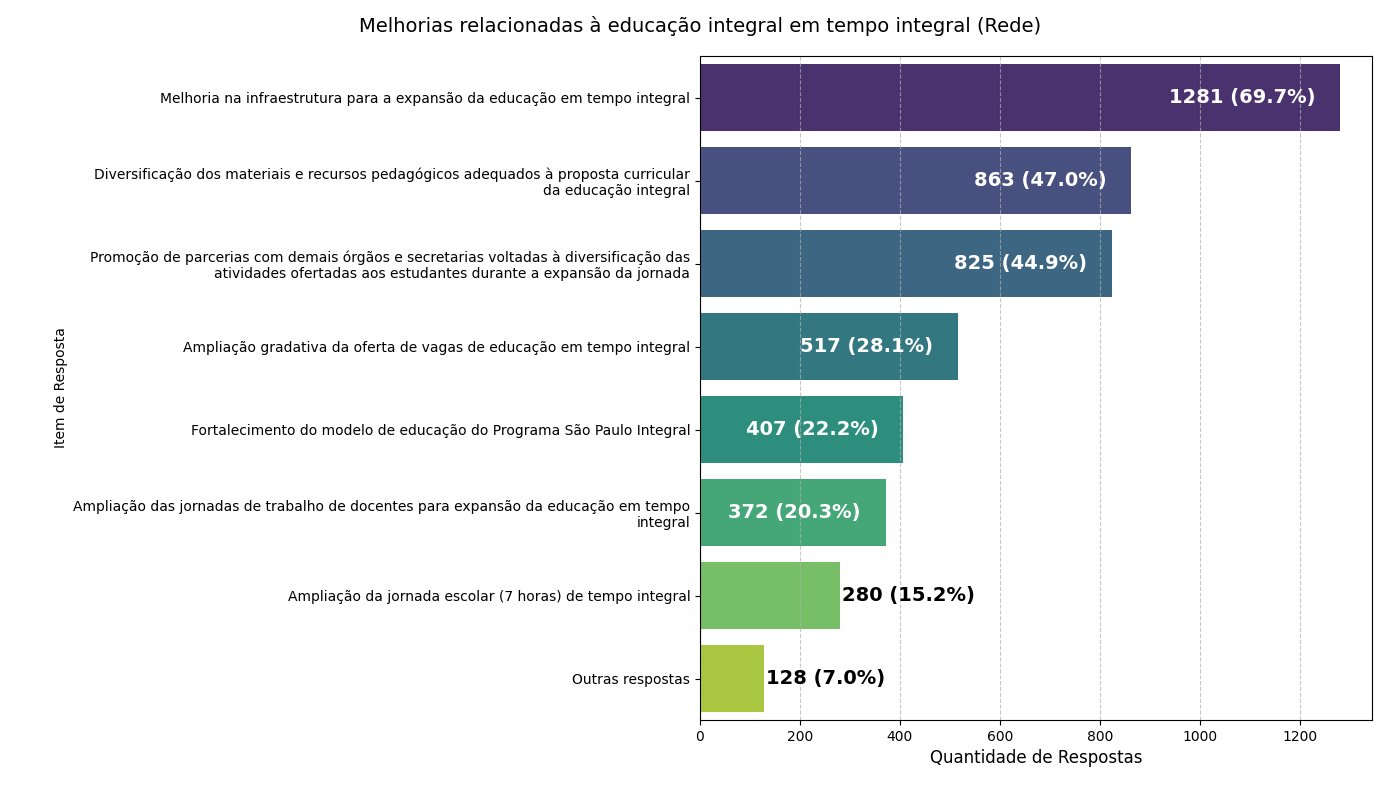 Melhorias relacionadas à educação integral em tempo integral (Rede)
Melhoria na infraestrutura para a expansão da educação em tempo integral
1281 (69.7%)
Diversificação dos materiais e recursos pedagógicos adequados à proposta curricular
da educação integral
863 (47.0%)
Promoção de parcerias com demais órgãos e secretarias voltadas à diversificação das
atividades ofertadas aos estudantes durante a expansão da jornada
825 (44.9%)
Ampliação gradativa da oferta de vagas de educação em tempo integral
517 (28.1%)
Fortalecimento do modelo de educação do Programa São Paulo Integral
407 (22.2%)
Ampliação das jornadas de trabalho de docentes para expansão da educação em tempo
integral
372 (20.3%)
Ampliação da jornada escolar (7 horas) de tempo integral
280 (15.2%)
Outras respostas
128 (7.0%)
Item de Resposta
0 200 400 600 800 1000 1200
Quantidade de Respostas